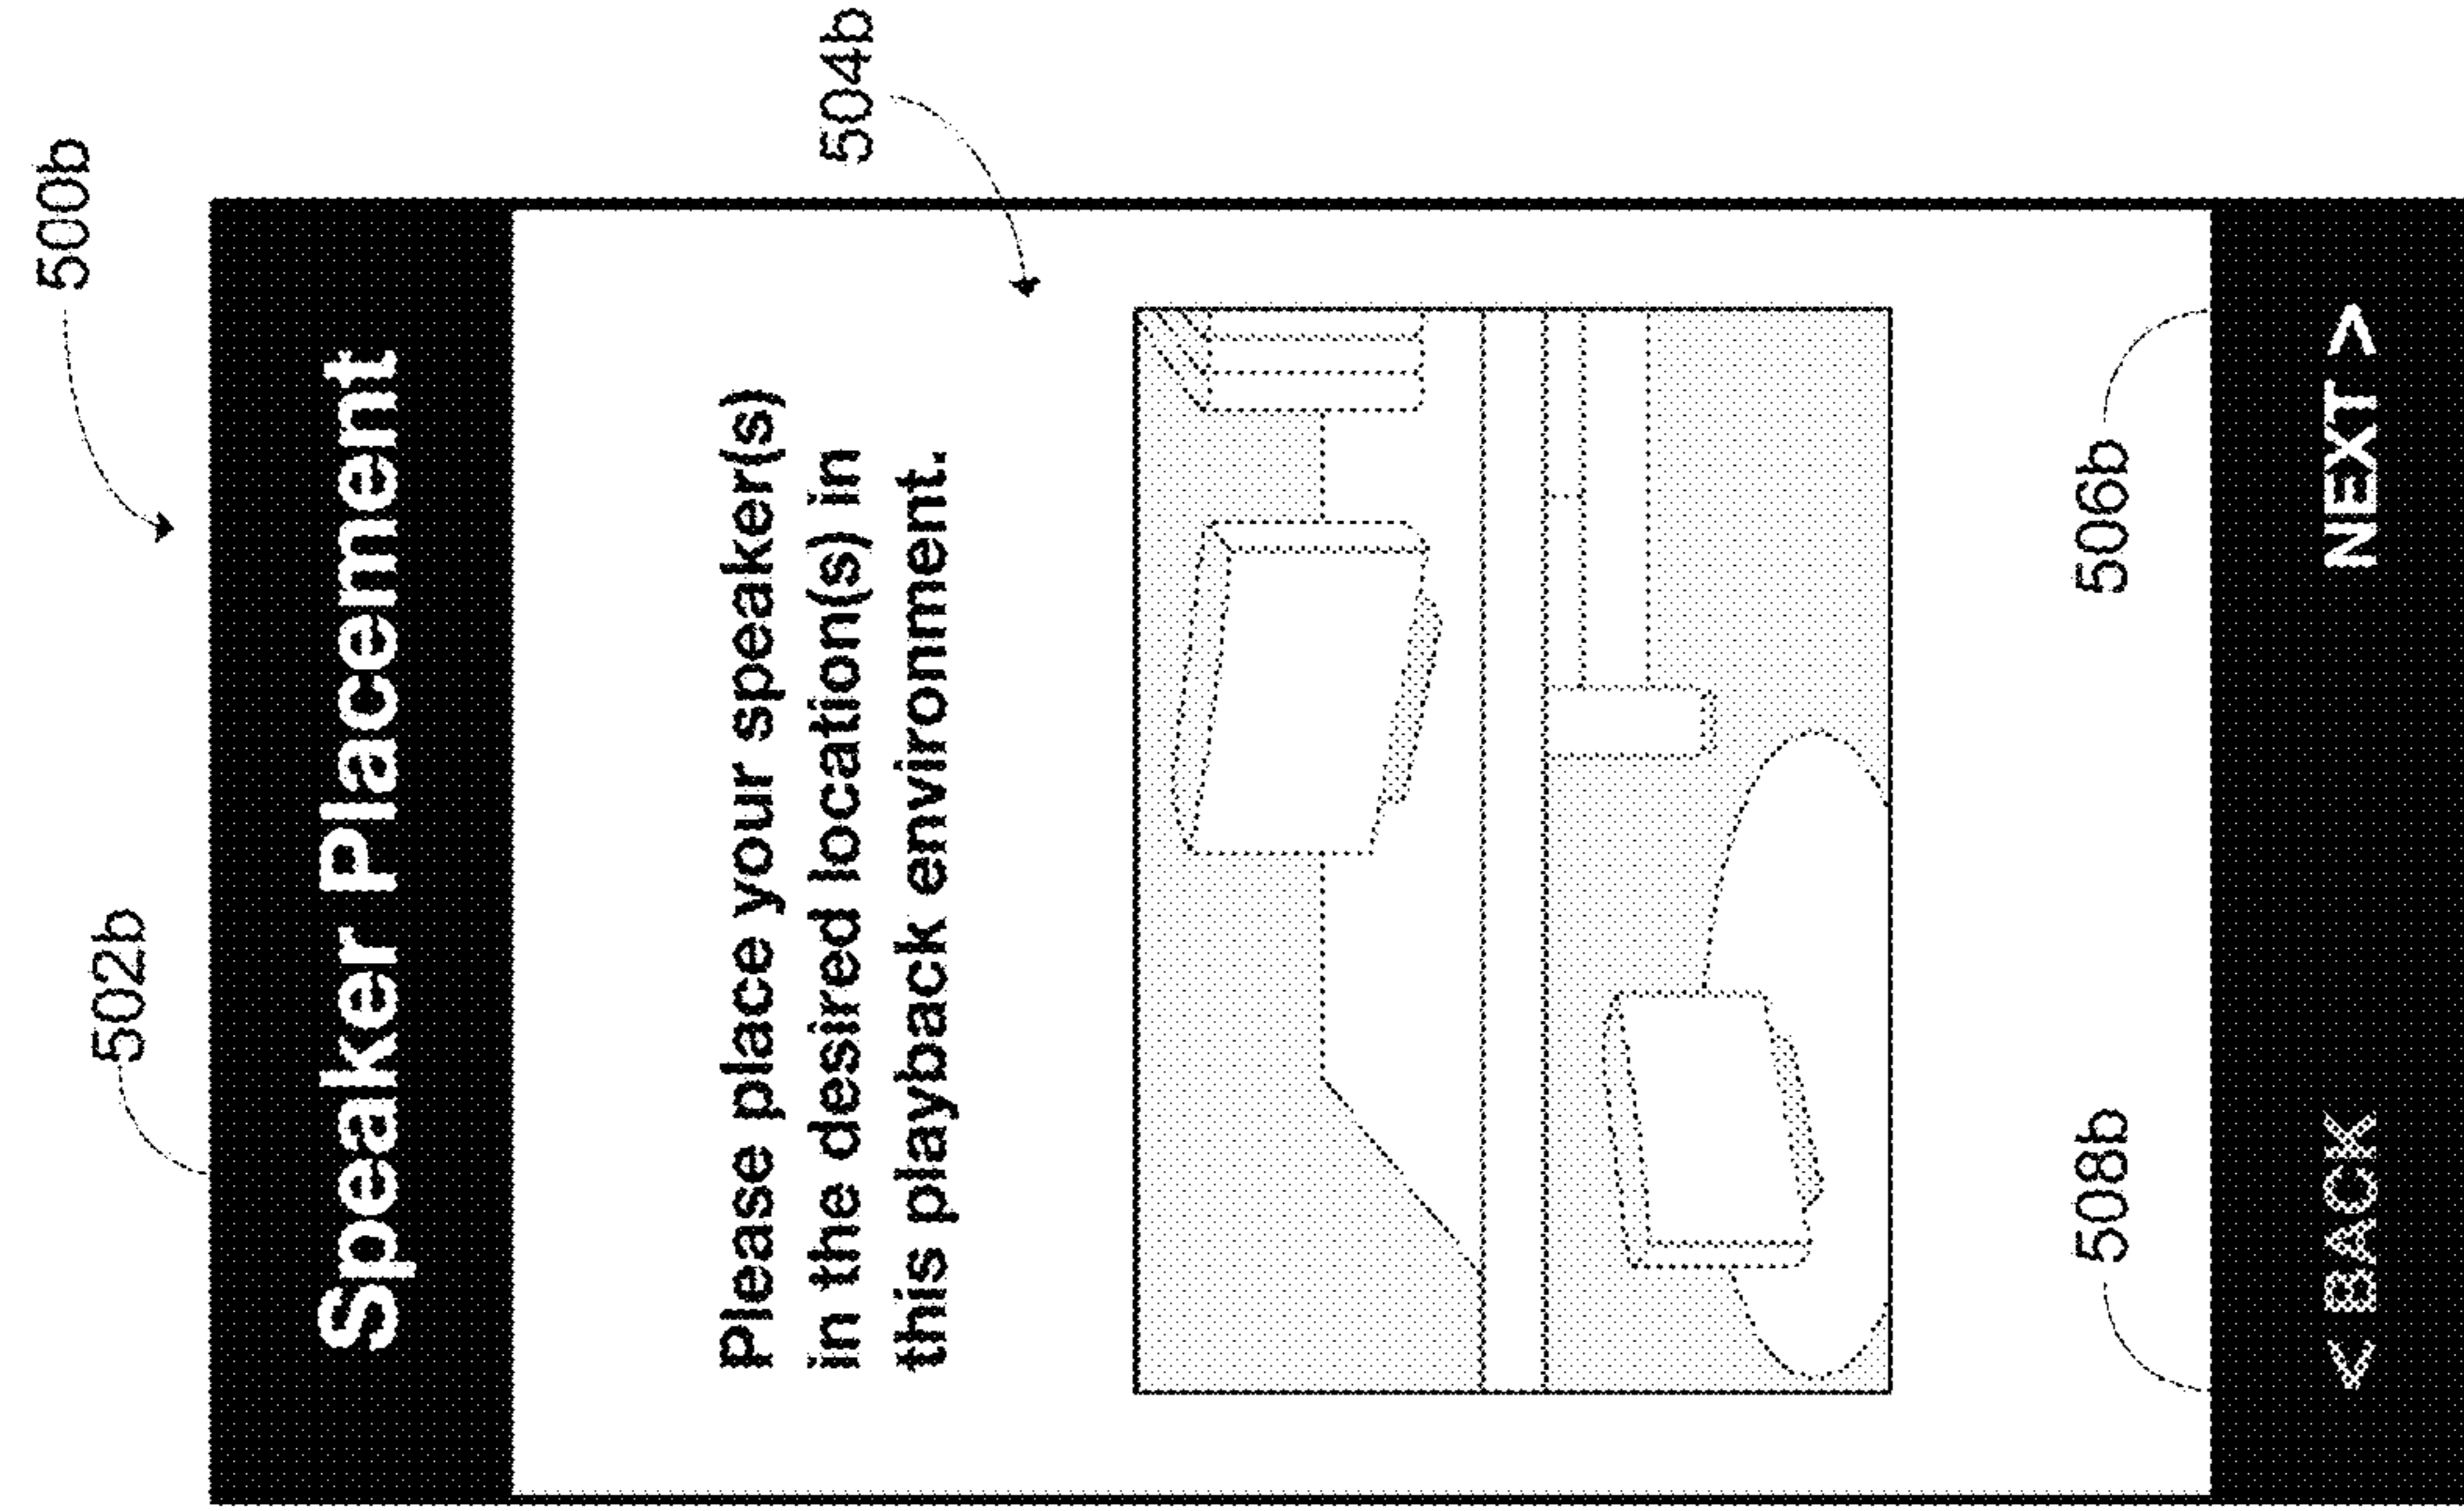 500b
502b
Speaker Placement
504b
Please place your speaker(s)
in the desired location(s) in
this playback environment.
508b
506b
< BACK
NEXT >